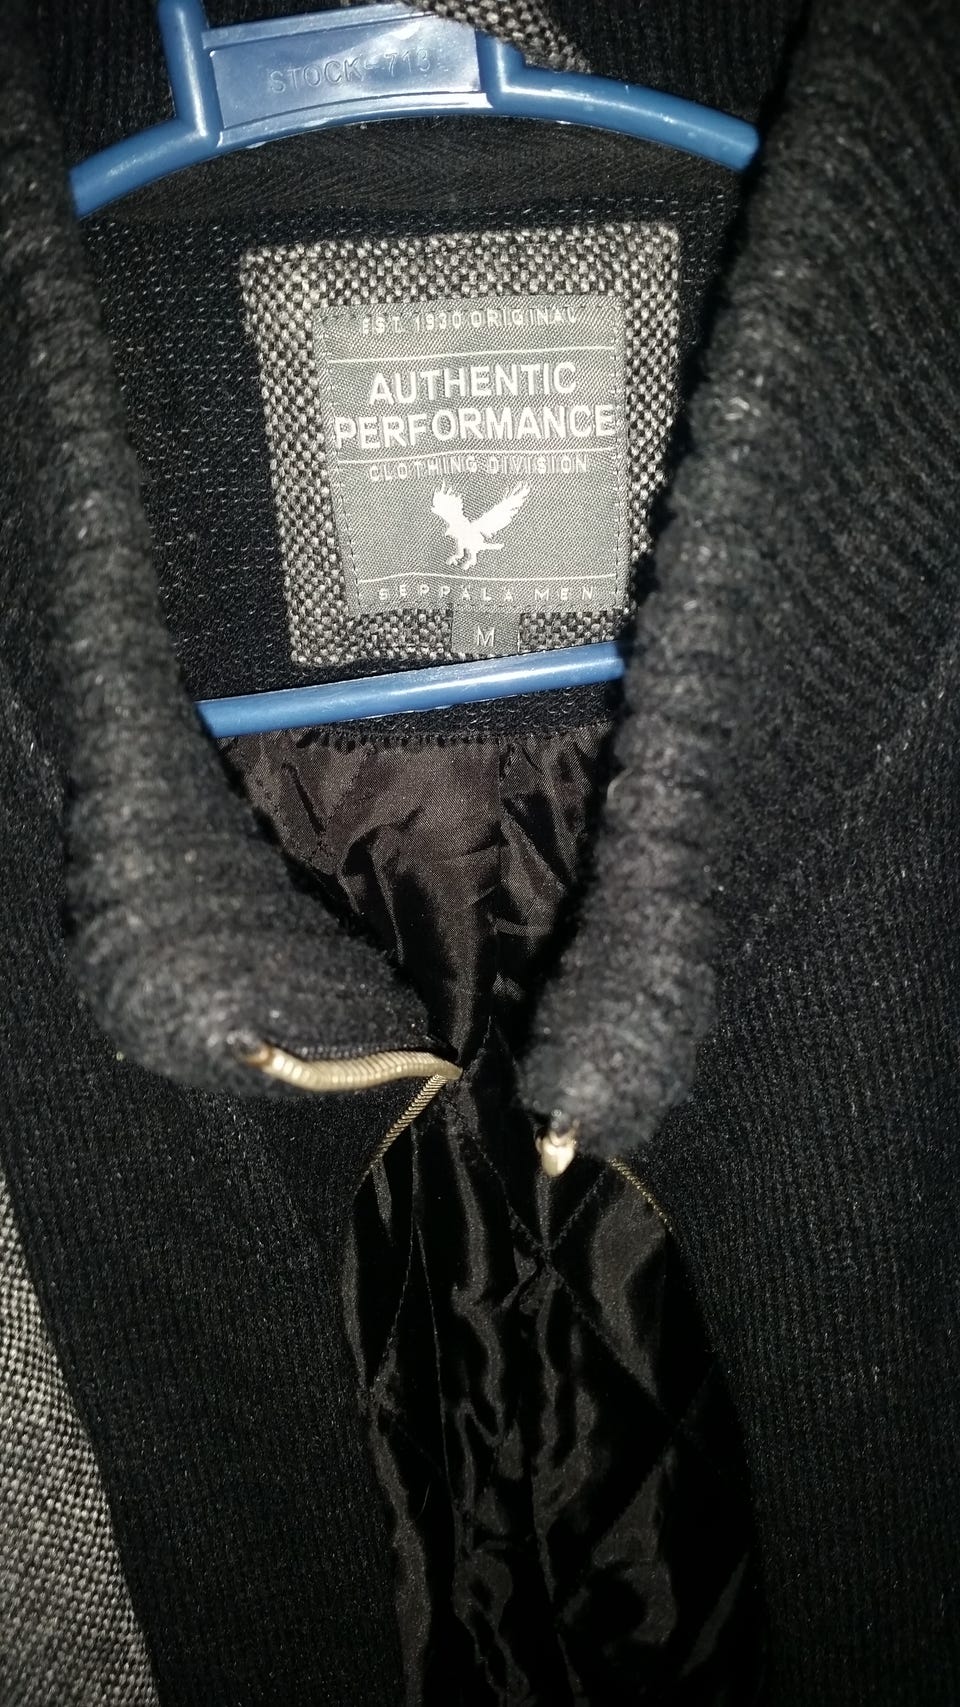 STOCK-713
EST. 1930 ORIGINAL
AUTHENTIC
PERFORMANCE
CLOTHING DIVISION
SEPPÄLÄ MEN
M